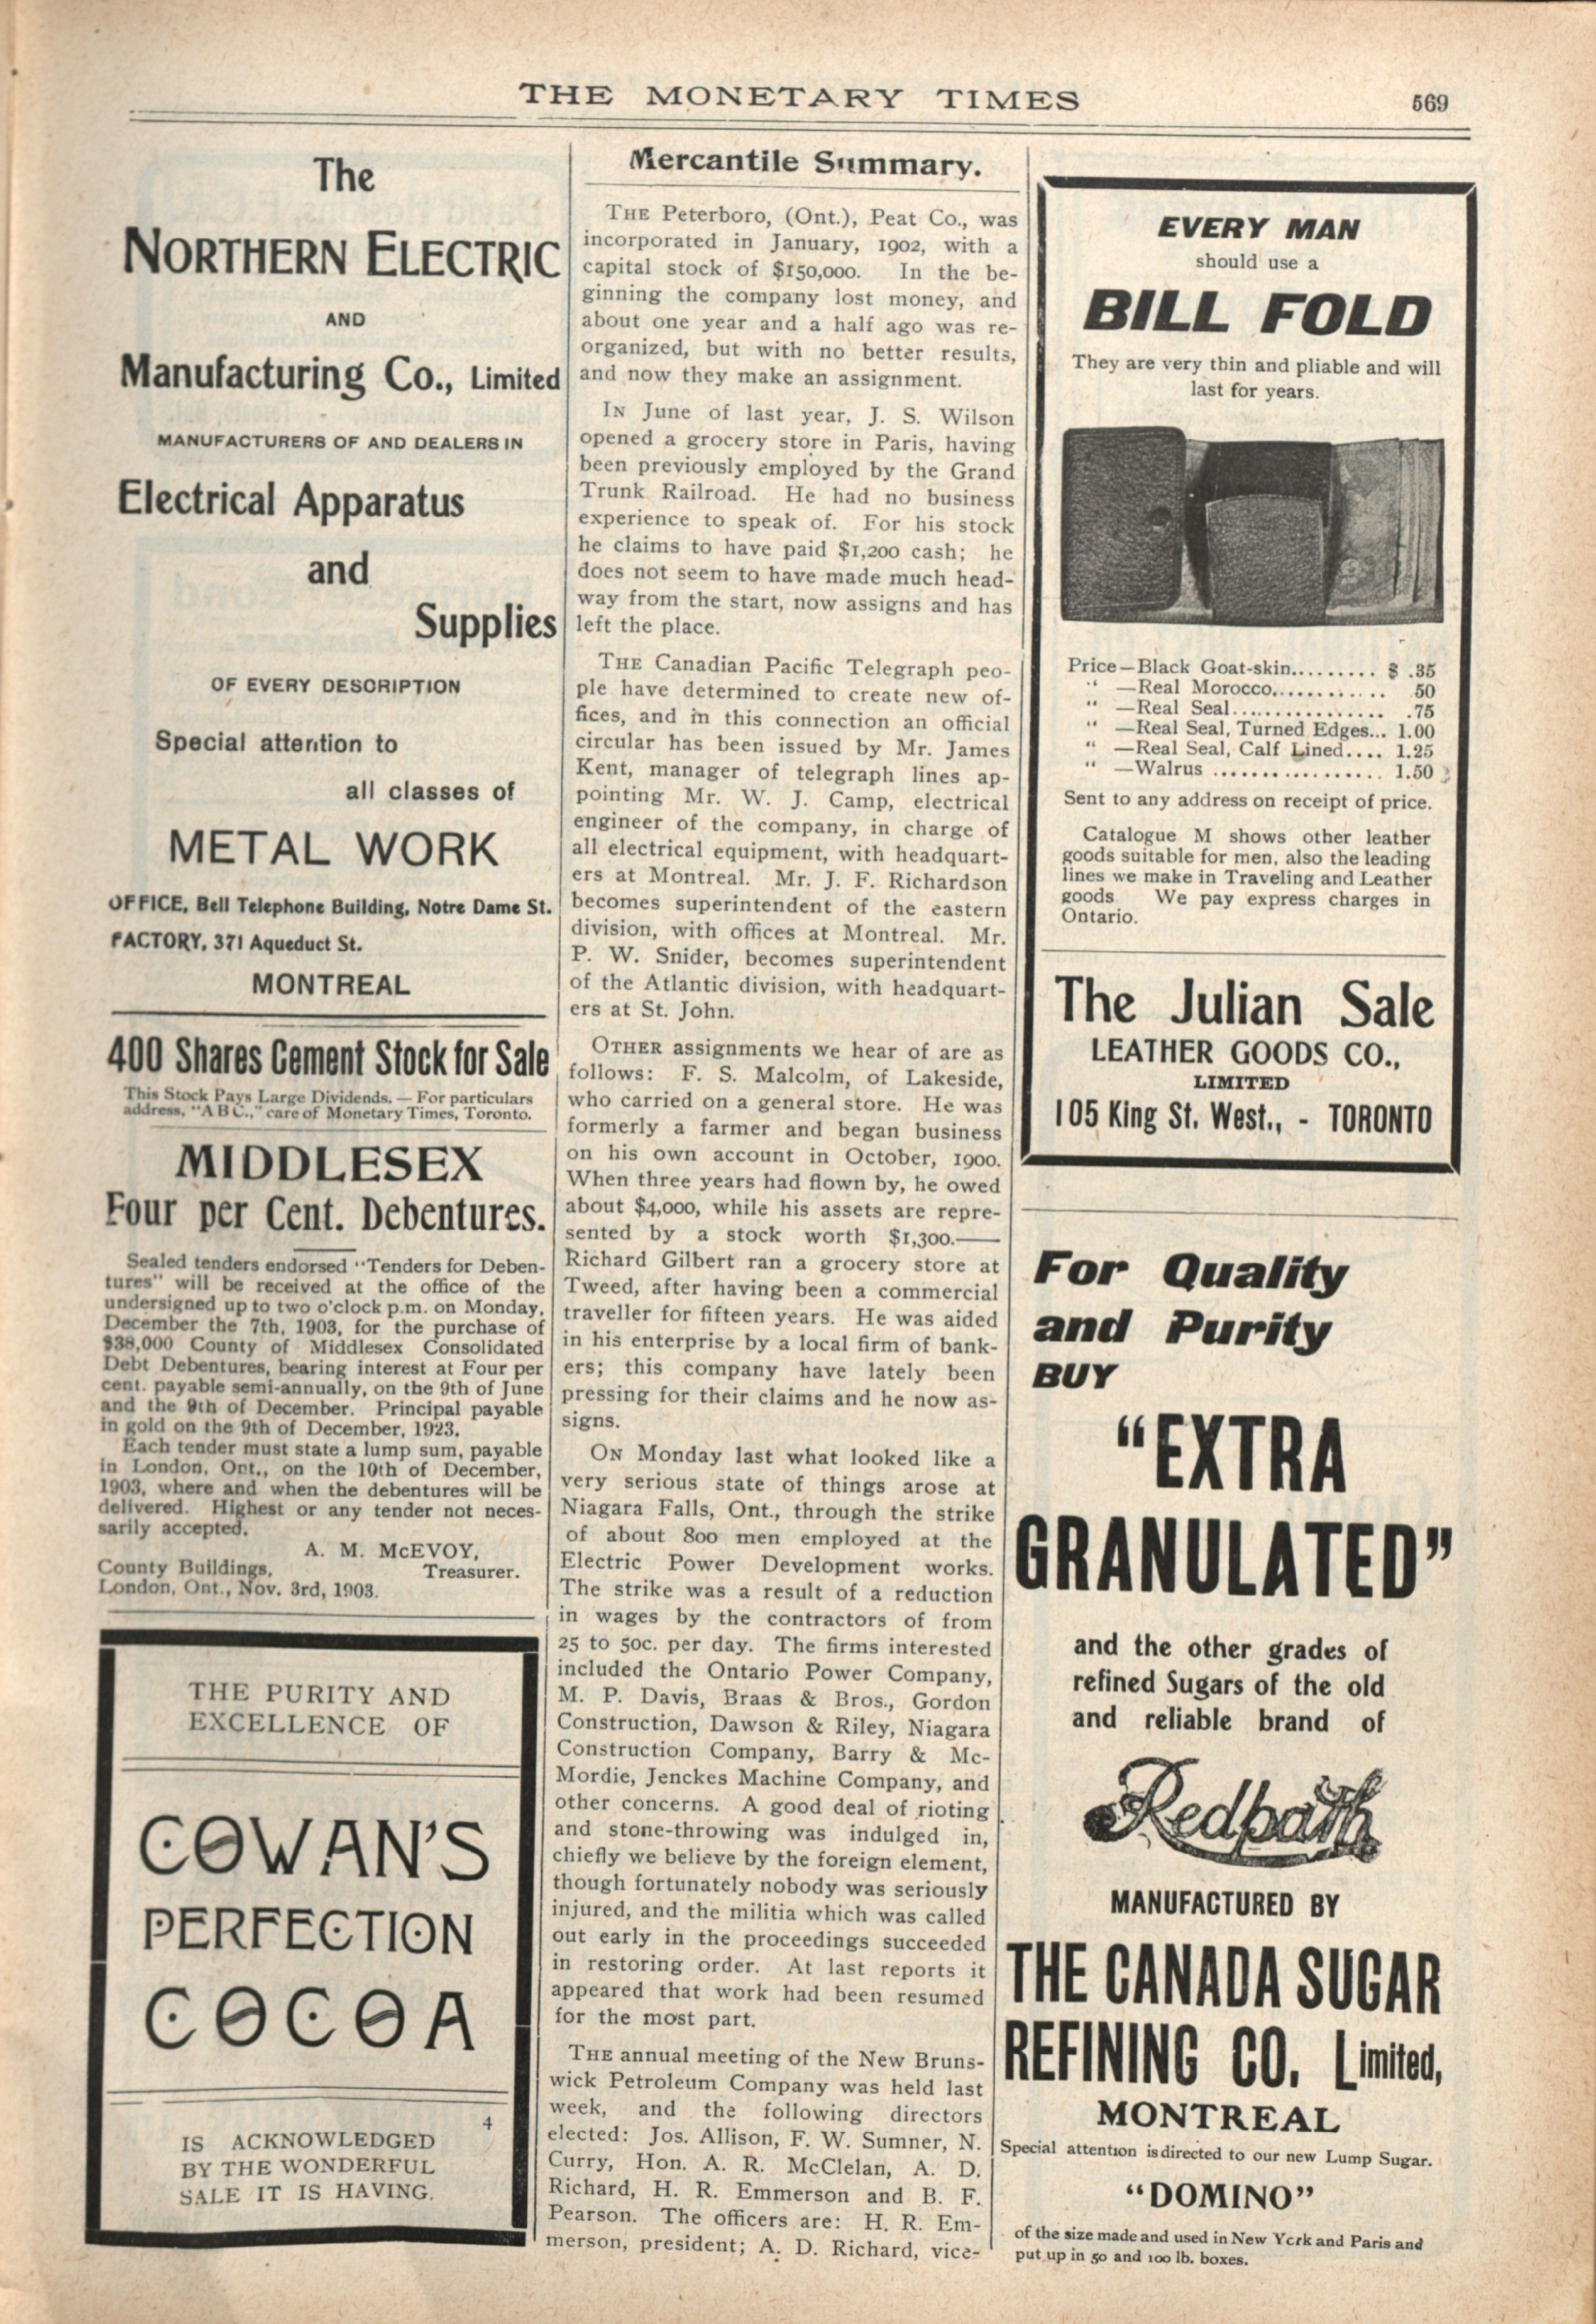 THE MONETARY TIMES
569
The
NORTHERN ELECTRIC
AND
Manufacturing Co., Limited
MANUFACTURERS OF AND DEALERS IN
Electrical Apparatus
and
Supplies
OF EVERY DESCRIPTION
Special attention to
all classes of
METAL WORK
OFFICE, Bell Telephone Building, Notre Dame St.
FACTORY, 371 Aqueduct St.
MONTREAL
400 Shares Cement Stock for Sale
This Stock Pays Large Dividends. — For particulars
address, "A B C.," care of Monetary Times, Toronto.
MIDDLESEX
Four per Cent. Debentures.
Sealed tenders endorsed "Tenders for Deben-
tures" will be received at the office of the
undersigned up to two o'clock p.m. on Monday,
December the 7th, 1903, for the purchase of
$38,000 County of Middlesex Consolidated
Debt Debentures, bearing interest at Four per
cent. payable semi-annually, on the 9th of June
and the 9th of December. Principal payable
in gold on the 9th of December, 1923.
Each tender must state a lump sum, payable
in London, Ont., on the 10th of December,
1903, where and when the debentures will be
delivered. Highest or any tender not neces-
sarily accepted.
A. M. McEVOY,
County Buildings, Treasurer.
London, Ont., Nov. 3rd, 1903.
THE PURITY AND
EXCELLENCE OF
COWAN'S
PERFECTION
COCOA
4
IS ACKNOWLEDGED
BY THE WONDERFUL
SALE IT IS HAVING.
Mercantile Summary.
THE Peterboro, (Ont.), Peat Co., was
incorporated in January, 1902, with a
capital stock of $150,000. In the be-
ginning the company lost money, and
about one year and a half ago was re-
organized, but with no better results,
and now they make an assignment.
IN June of last year, J. S. Wilson
opened a grocery store in Paris, having
been previously employed by the Grand
Trunk Railroad. He had no business
experience to speak of. For his stock
he claims to have paid $1,200 cash; he
does not seem to have made much head-
way from the start, now assigns and has
left the place.
THE Canadian Pacific Telegraph peo-
ple have determined to create new of-
fices, and in this connection an official
circular has been issued by Mr. James
Kent, manager of telegraph lines ap-
pointing Mr. W. J. Camp, electrical
engineer of the company, in charge of
all electrical equipment, with headquart-
ers at Montreal. Mr. J. F. Richardson
becomes superintendent of the eastern
division, with offices at Montreal. Mr.
P. W. Snider, becomes superintendent
of the Atlantic division, with headquart-
ers at St. John.
OTHER assignments we hear of are as
follows: F. S. Malcolm, of Lakeside,
who carried on a general store. He was
formerly a farmer and began business
on his own account in October, 1900.
When three years had flown by, he owed
about $4,000, while his assets are repre-
sented by a stock worth $1,300.——
Richard Gilbert ran a grocery store at
Tweed, after having been a commercial
traveller for fifteen years. He was aided
in his enterprise by a local firm of bank-
ers; this company have lately been
pressing for their claims and he now as-
signs.
ON Monday last what looked like a
very serious state of things arose at
Niagara Falls, Ont., through the strike
of about 800 men employed at the
Electric Power Development works.
The strike was a result of a reduction
in wages by the contractors of from
25 to 50c. per day. The firms interested
included the Ontario Power Company,
M. P. Davis, Braas & Bros., Gordon
Construction, Dawson & Riley, Niagara
Construction Company, Barry & Mc-
Mordie, Jenckes Machine Company, and
other concerns. A good deal of rioting
and stone-throwing was indulged in,
chiefly we believe by the foreign element,
though fortunately nobody was seriously
injured, and the militia which was called
out early in the proceedings succeeded
in restoring order. At last reports it
appeared that work had been resumed
for the most part.
THE annual meeting of the New Bruns-
wick Petroleum Company was held last
week, and the following directors
elected: Jos. Allison, F. W. Sumner, N.
Curry, Hon. A. R. McClelan, A. D.
Richard, H. R. Emmerson and B. F.
Pearson. The officers are: H. R. Em-
merson, president; A. D. Richard, vice-
EVERY MAN
should use a
BILL FOLD
They are very thin and pliable and will
last for years.
Price—Black Goat-skin......... $ .35
" —Real Morocco............ 50
" —Real Seal................ .75
" —Real Seal, Turned Edges... 1.00
" —Real Seal, Calf Lined.... 1.25
" —Walrus ................. 1.50
Sent to any address on receipt of price.
Catalogue M shows other leather
goods suitable for men, also the leading
lines we make in Traveling and Leather
goods We pay express charges in
Ontario.
The Julian Sale
LEATHER GOODS CO.,
LIMITED
105 King St. West., - TORONTO
For Quality
and Purity
BUY
"EXTRA
GRANULATED"
and the other grades of
refined Sugars of the old
and reliable brand of
Redpath
MANUFACTURED BY
THE CANADA SUGAR
REFINING CO. Limited,
MONTREAL
Special attention is directed to our new Lump Sugar.
"DOMINO"
of the size made and used in New York and Paris and
put up in 50 and 100 lb. boxes.